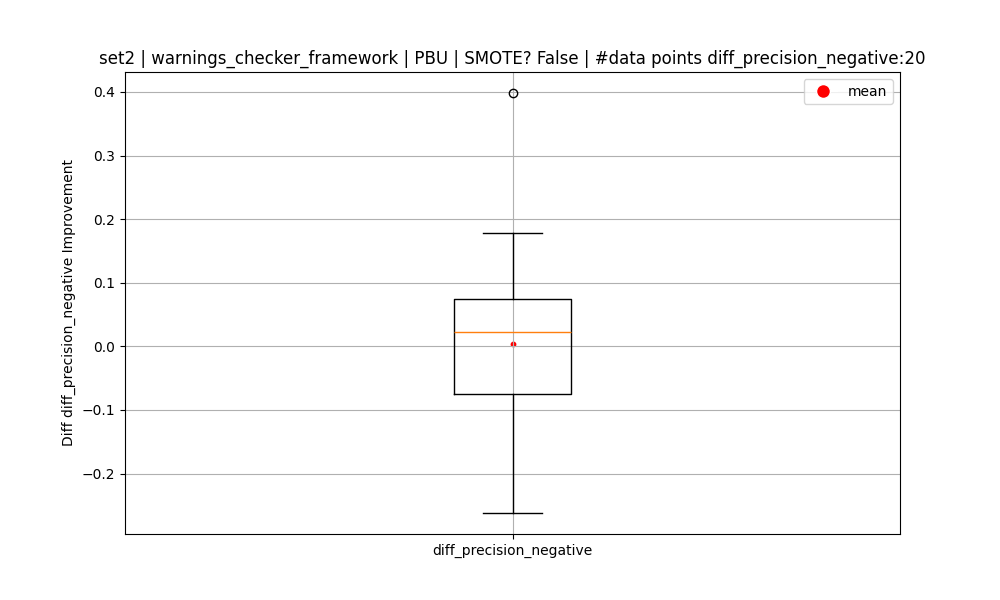 set2 | warnings_checker_framework | PBU | SMOTE? False | #data points diff_precision_negative:20
mean
Diff diff_precision_negative Improvement
0.4
0.3
0.2
0.1
0.0
−0.1
−0.2
diff_precision_negative